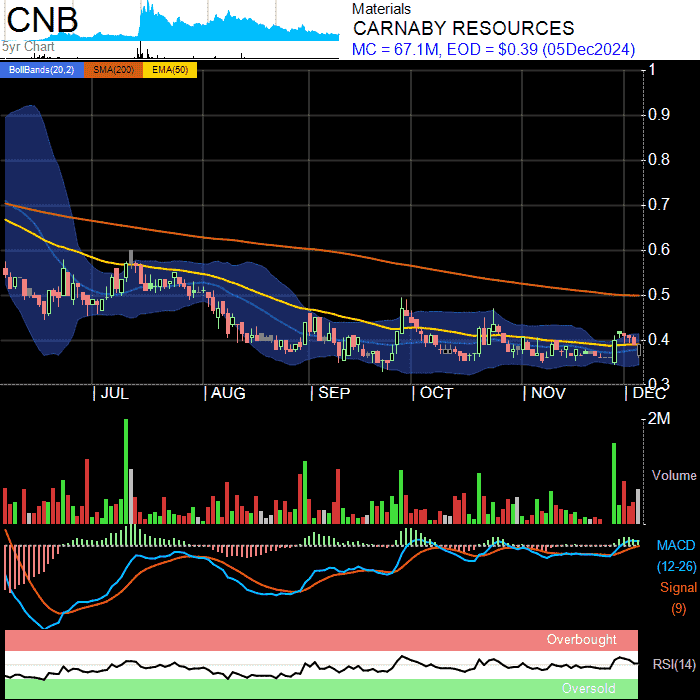 CNB
5yr Chart
Materials
CARNABY RESOURCES
MC = 67.1M, EOD = $0.39 (05Dec2024)
BollBands(20,2) SMA(200) EMA(50)
1
0.9
0.8
0.7
0.6
0.5
0.4
0.3
JUL AUG SEP OCT NOV DEC
2M
Volume
MACD
(12-26)
Signal
(9)
Overbought
RSI(14)
Oversold